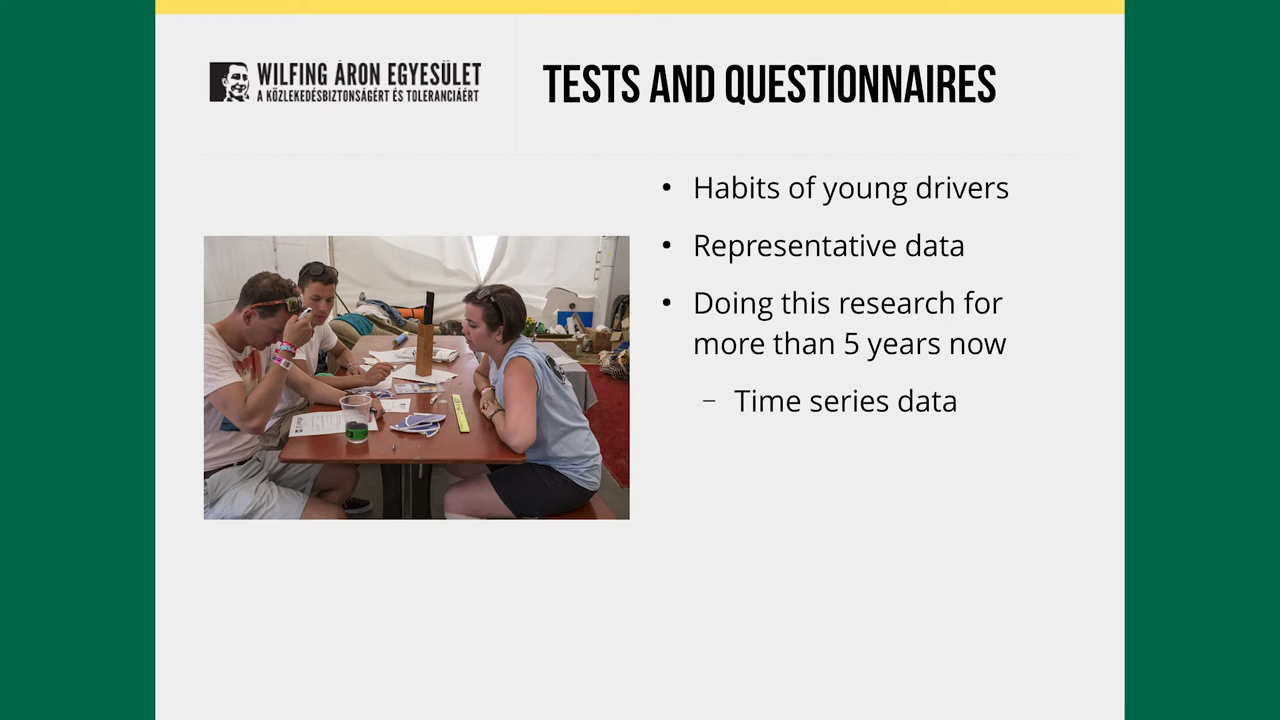 WILFING ÁRON EGYESÜLET
A KÖZLEKEDÉSBIZTONSÁGÉRT ÉS TOLERANCIÁÉRT
TESTS AND QUESTIONNAIRES
• Habits of young drivers
• Representative data
• Doing this research for
more than 5 years now
– Time series data